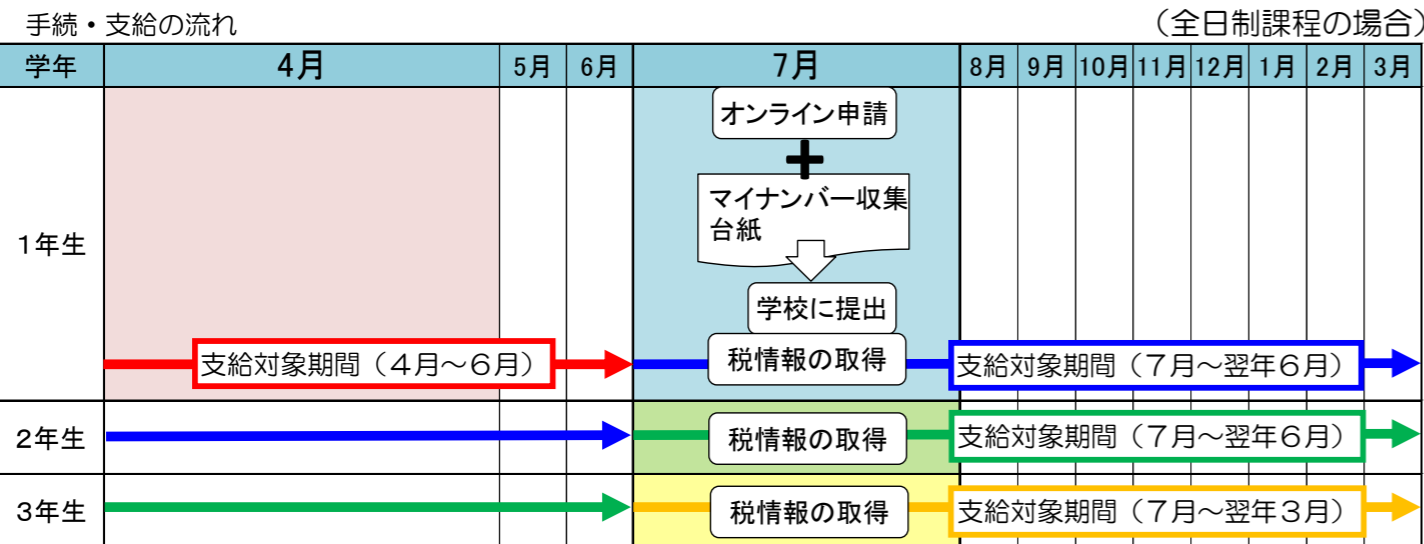 手続・支給の流れ
（全日制課程の場合）
学年 4月 5月 6月 7月 8月 9月 10月 11月 12月 1月 2月 3月
オンライン申請
マイナンバー収集
台紙
1年生
学校に提出
支給対象期間（４月～６月） 税情報の取得 支給対象期間（７月～翌年６月）
2年生 税情報の取得 支給対象期間（７月～翌年６月）
3年生 税情報の取得 支給対象期間（７月～翌年３月）